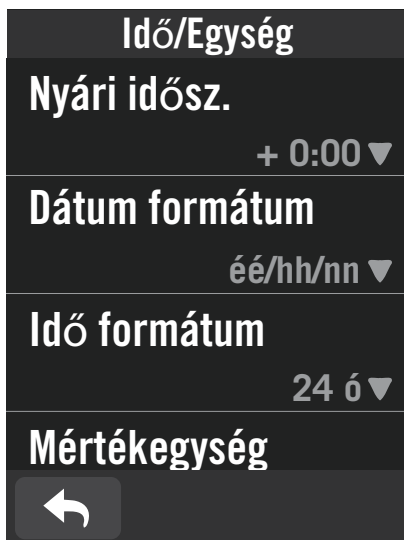 Idő/Egység
Nyári idősz.
+ 0:00
Dátum formátum
éé/hh/nn
Idő formátum
24 ó
Mértékegység